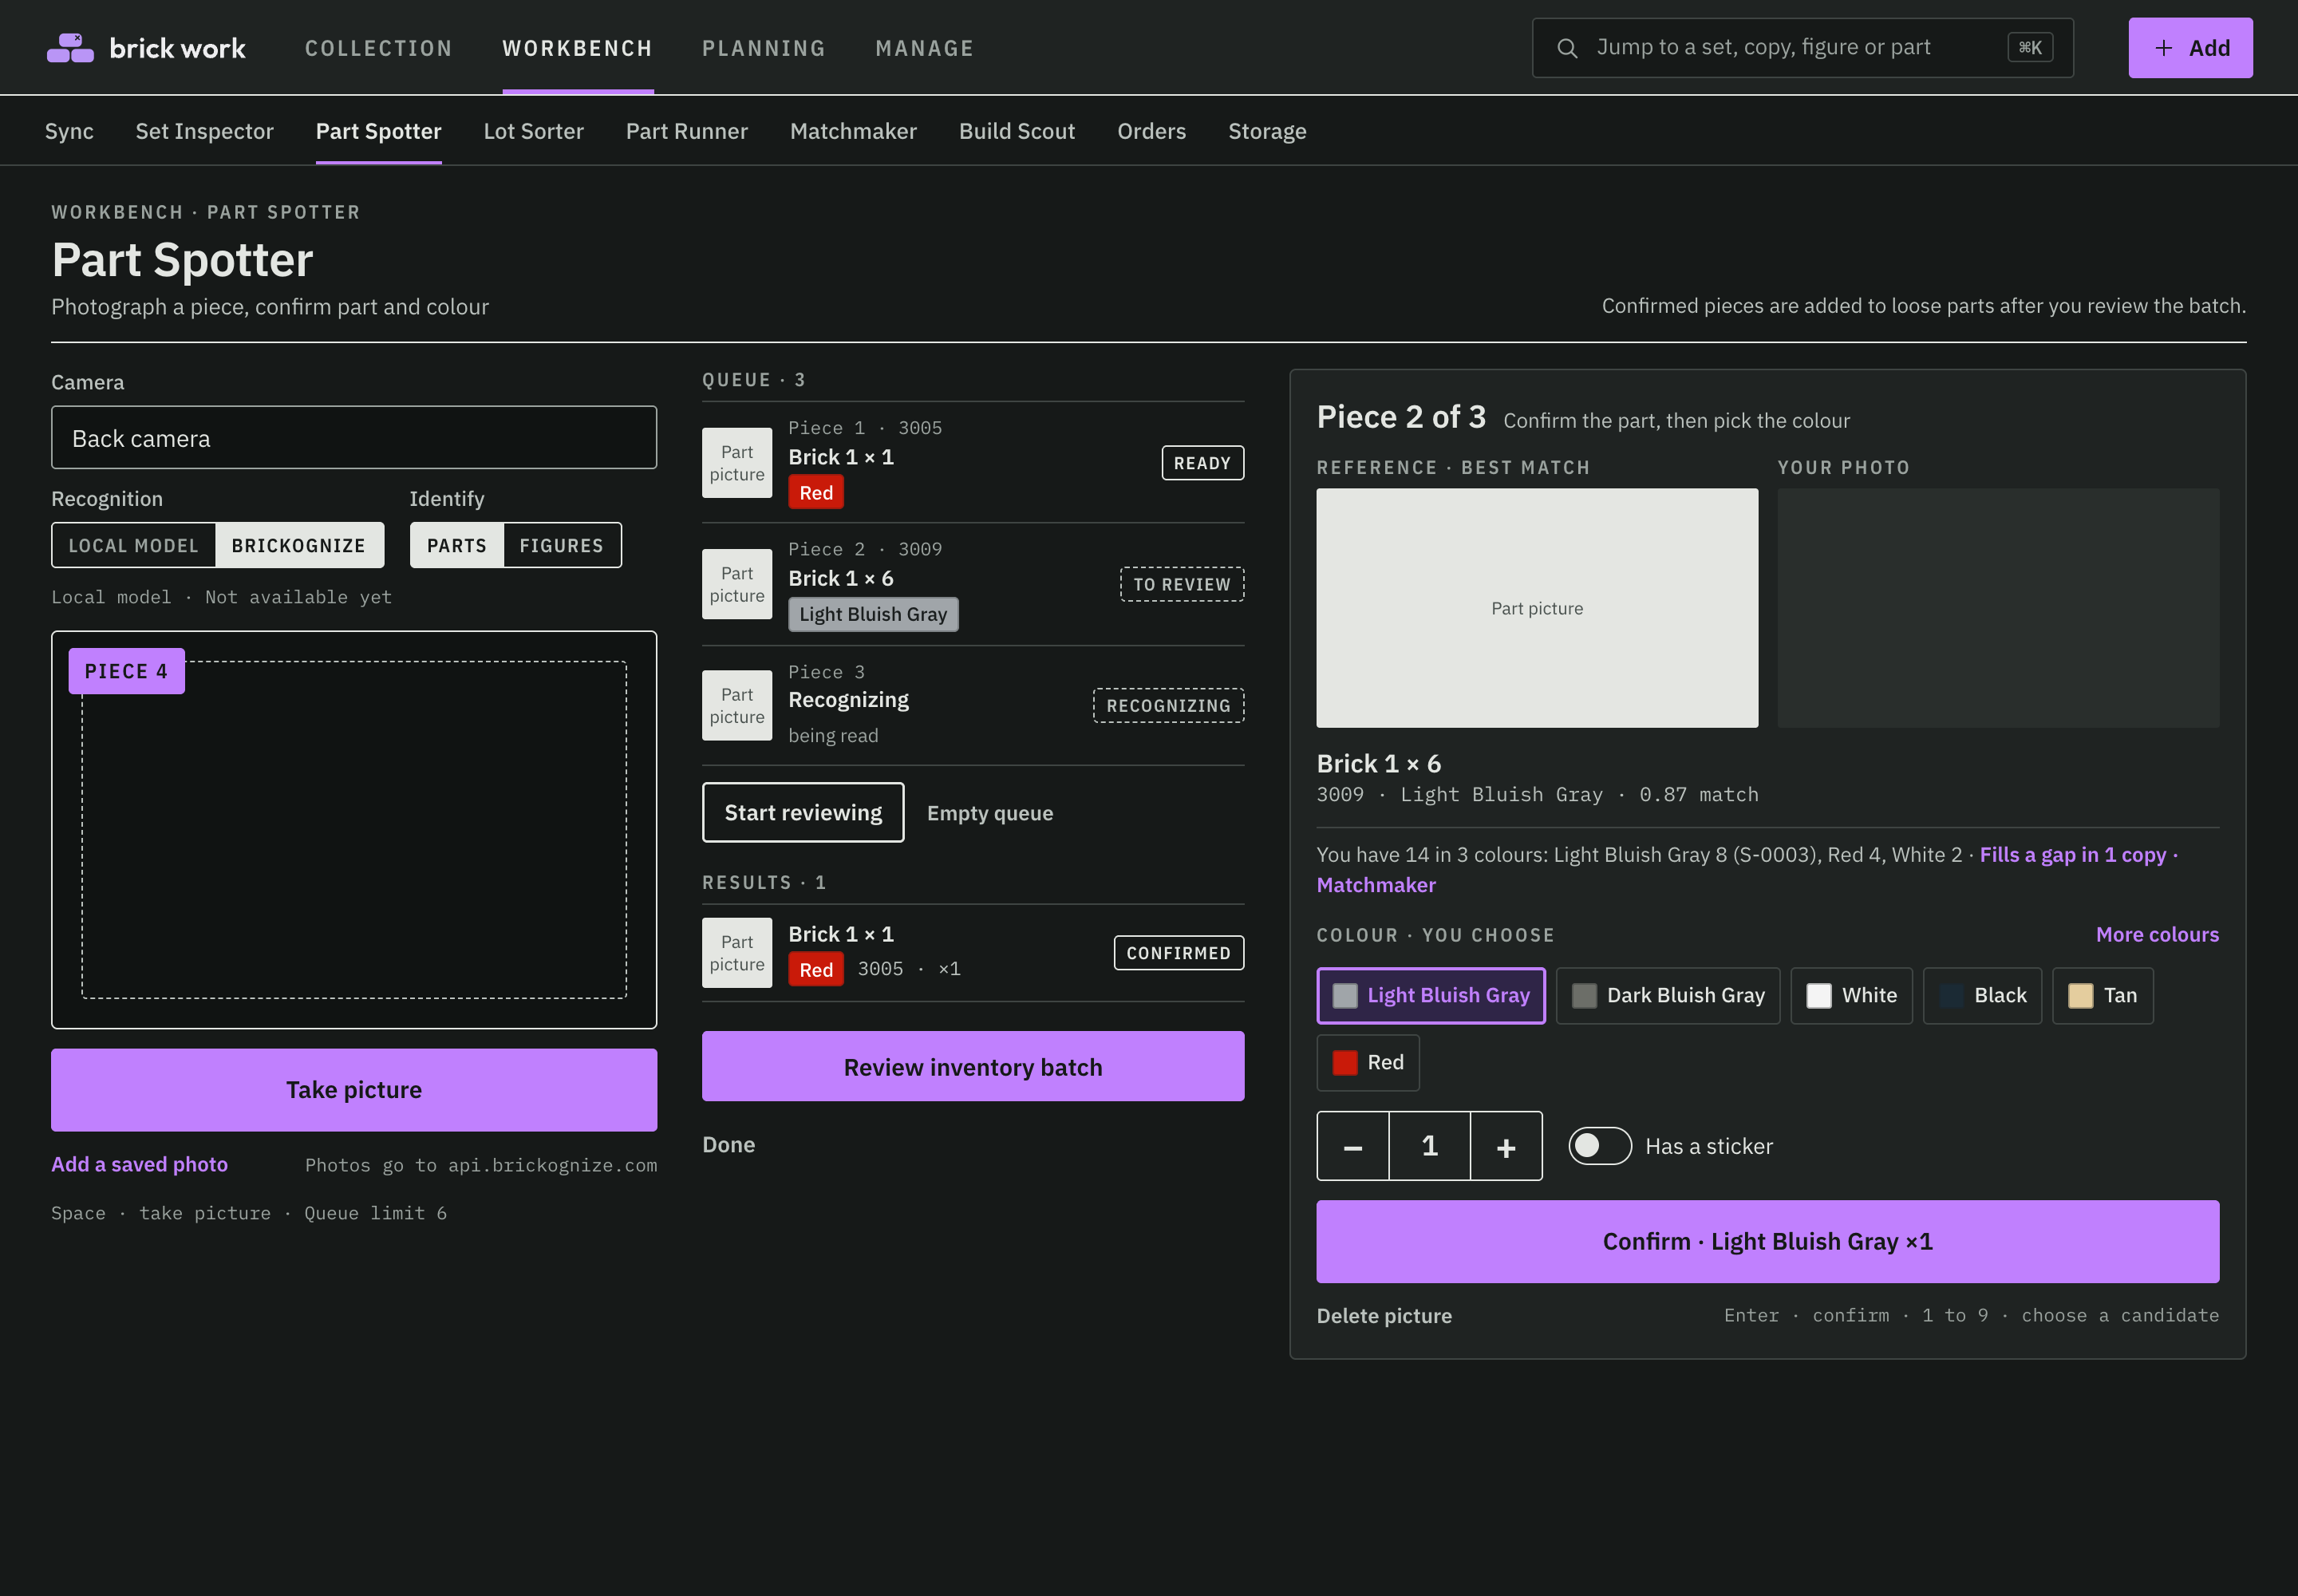 brick work
COLLECTION
WORKBENCH
PLANNING
MANAGE
Jump to a set, copy, figure or part
⌘K
+ Add
Sync
Set Inspector
Part Spotter
Lot Sorter
Part Runner
Matchmaker
Build Scout
Orders
Storage
WORKBENCH · PART SPOTTER
Part Spotter
Photograph a piece, confirm part and colour
Confirmed pieces are added to loose parts after you review the batch.
Camera
Back camera
Recognition
Identify
LOCAL MODEL
BRICKOGNIZE
PARTS
FIGURES
Local model · Not available yet
PIECE 4
Take picture
Add a saved photo
Photos go to api.brickognize.com
Space · take picture · Queue limit 6
QUEUE · 3
Part
picture
Piece 1 · 3005
Brick 1 × 1
Red
READY
Part
picture
Piece 2 · 3009
Brick 1 × 6
Light Bluish Gray
TO REVIEW
Part
picture
Piece 3
Recognizing
being read
RECOGNIZING
Start reviewing
Empty queue
RESULTS · 1
Part
picture
Brick 1 × 1
Red
3005 · ×1
CONFIRMED
Review inventory batch
Done
Piece 2 of 3
Confirm the part, then pick the colour
REFERENCE · BEST MATCH
YOUR PHOTO
Part picture
Brick 1 × 6
3009 · Light Bluish Gray · 0.87 match
You have 14 in 3 colours: Light Bluish Gray 8 (S-0003), Red 4, White 2 · Fills a gap in 1 copy ·
Matchmaker
COLOUR · YOU CHOOSE
More colours
Light Bluish Gray
Dark Bluish Gray
White
Black
Tan
Red
− 1 +
Has a sticker
Confirm · Light Bluish Gray ×1
Delete picture
Enter · confirm · 1 to 9 · choose a candidate